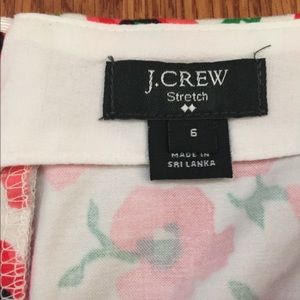 J.CREW
Stretch
6
MADE IN
SRI LANKA